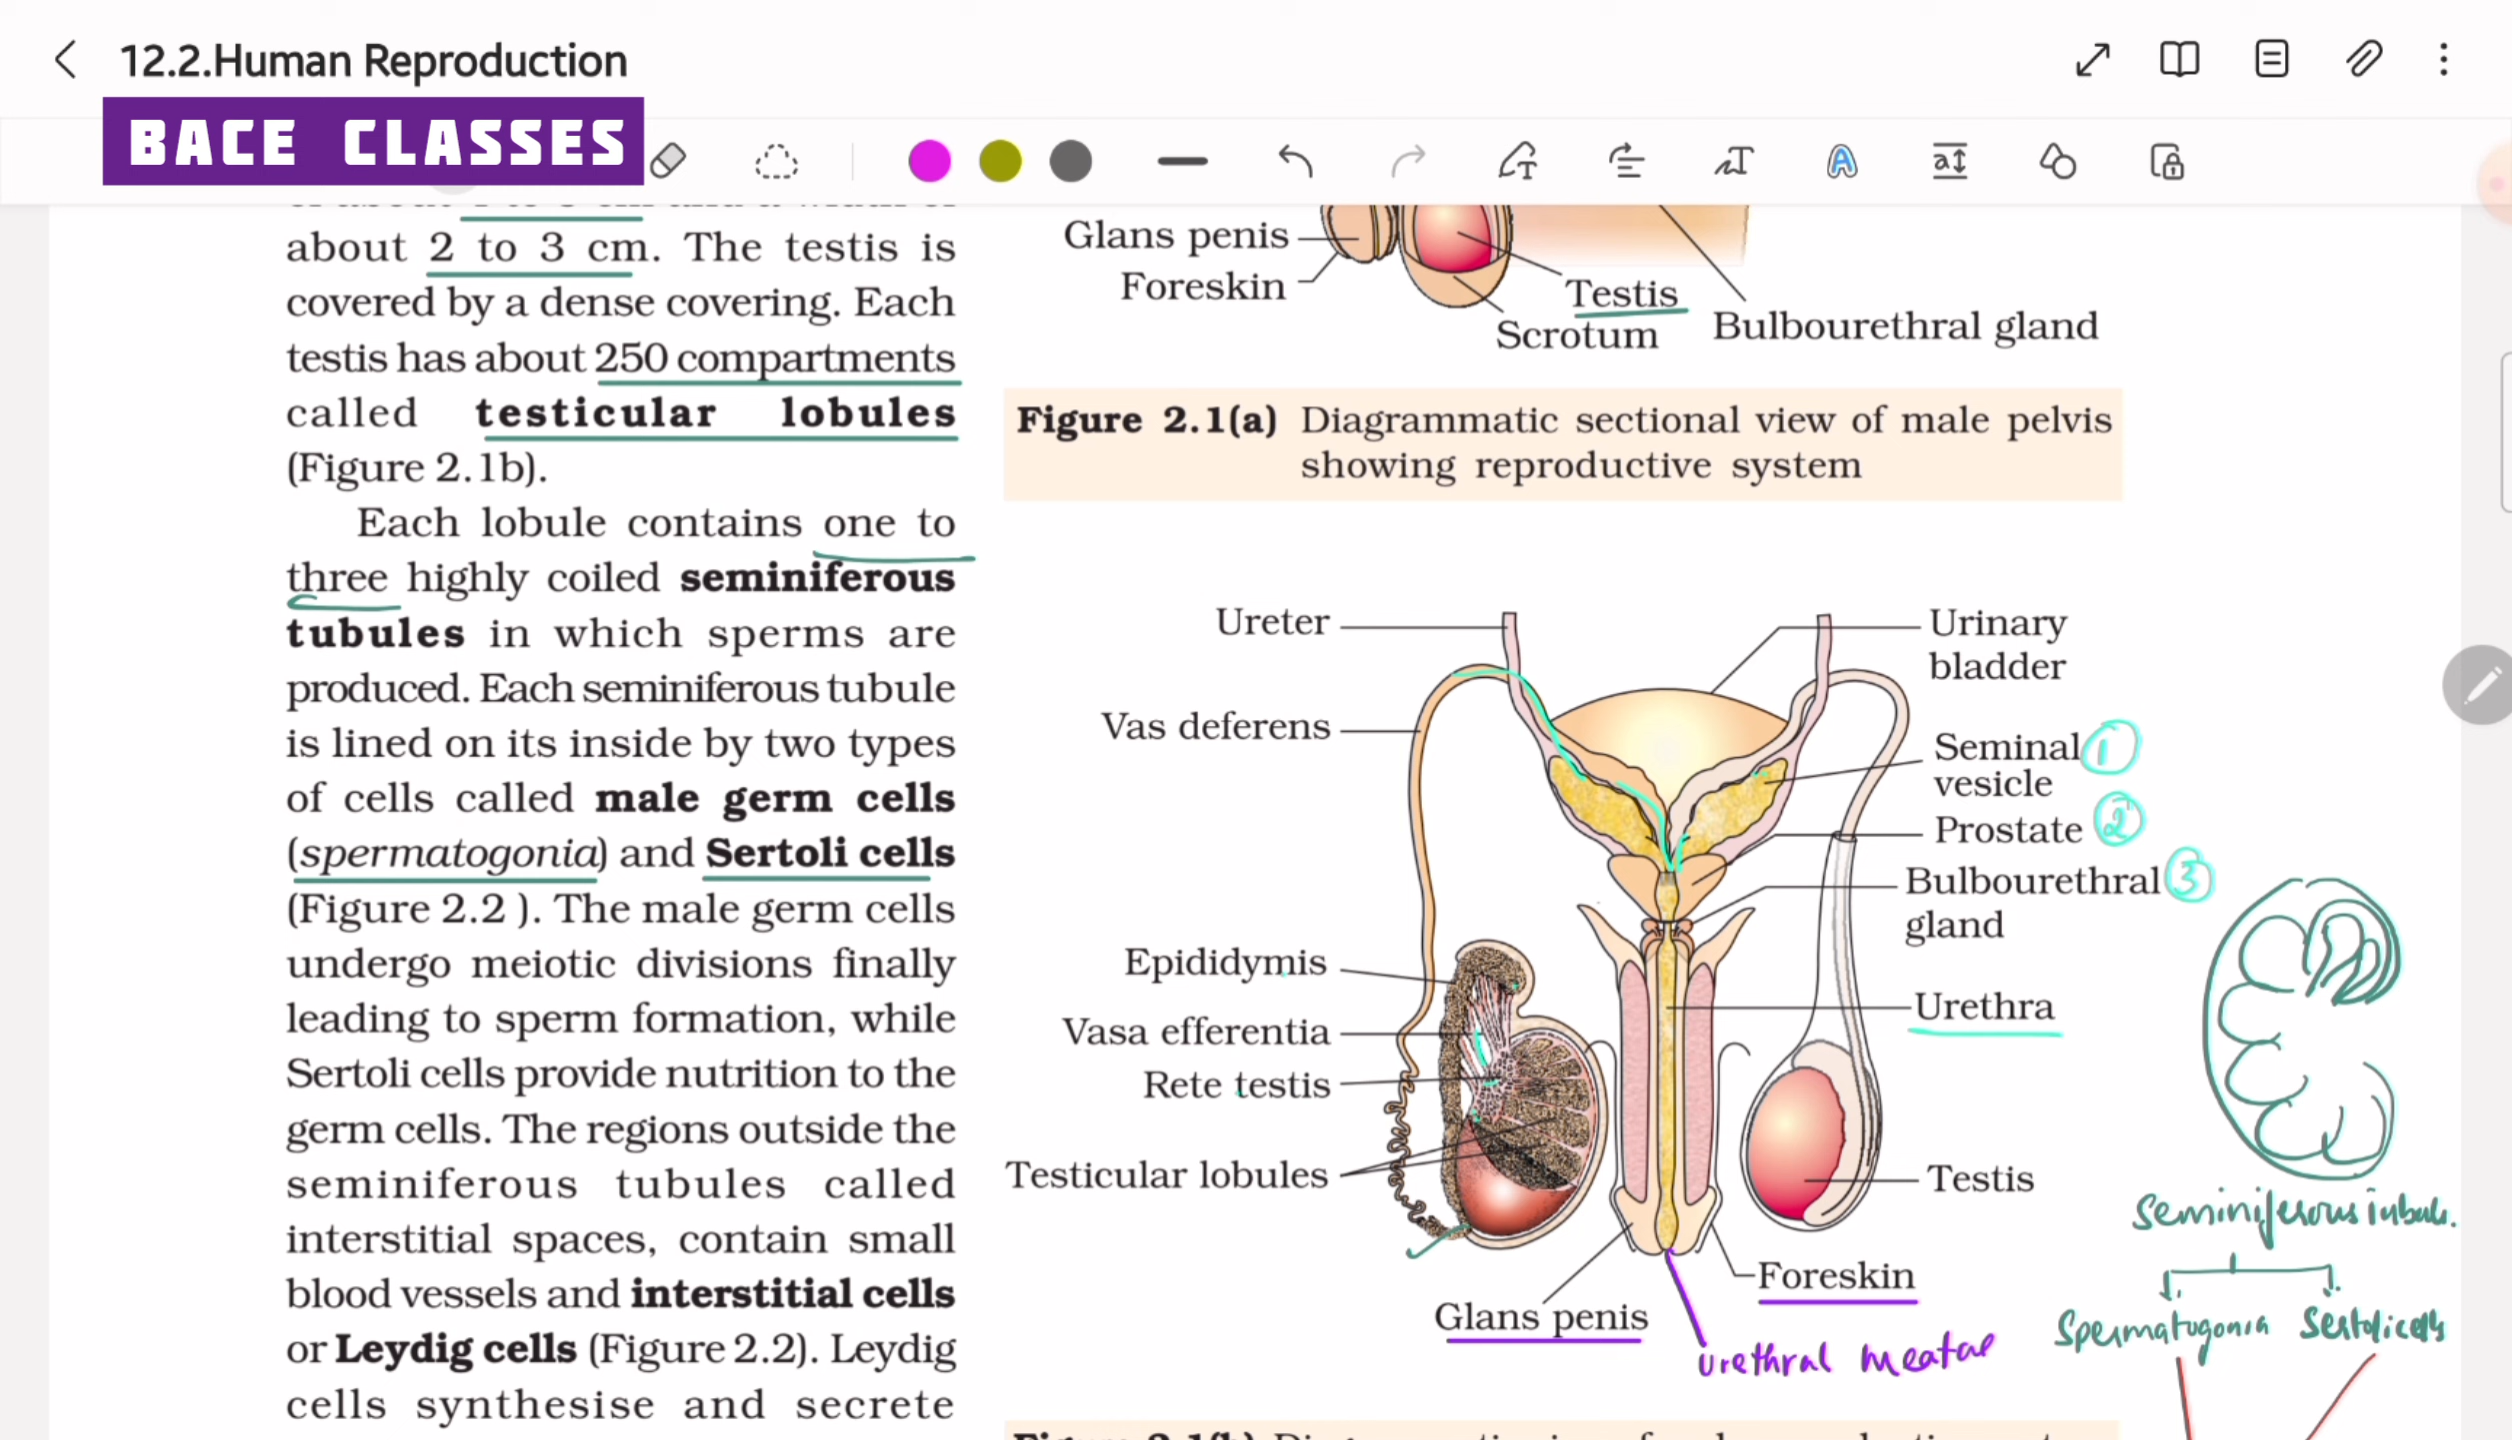 12.2.Human Reproduction
BACE CLASSES
about 2 to 3 cm. The testis is
covered by a dense covering. Each
testis has about 250 compartments
called testicular lobules
(Figure 2.1b).
Each lobule contains one to
three highly coiled seminiferous
tubules in which sperms are
produced. Each seminiferous tubule
is lined on its inside by two types
of cells called male germ cells
(spermatogonia) and Sertoli cells
(Figure 2.2 ). The male germ cells
undergo meiotic divisions finally
leading to sperm formation, while
Sertoli cells provide nutrition to the
germ cells. The regions outside the
seminiferous tubules called
interstitial spaces, contain small
blood vessels and interstitial cells
or Leydig cells (Figure 2.2). Leydig
cells synthesise and secrete
Glans penis
Foreskin
Testis
Scrotum
Bulbourethral gland
Figure 2.1(a) Diagrammatic sectional view of male pelvis
showing reproductive system
Ureter
Vas deferens
Epididymis
Vasa efferentia
Rete testis
Testicular lobules
Urinary
bladder
Seminal 1
vesicle
Prostate 2
Bulbourethral 3
gland
Urethra
Testis
Foreskin
Glans penis
urethral
Seminiferous
Spermatogonia Sertoli cells